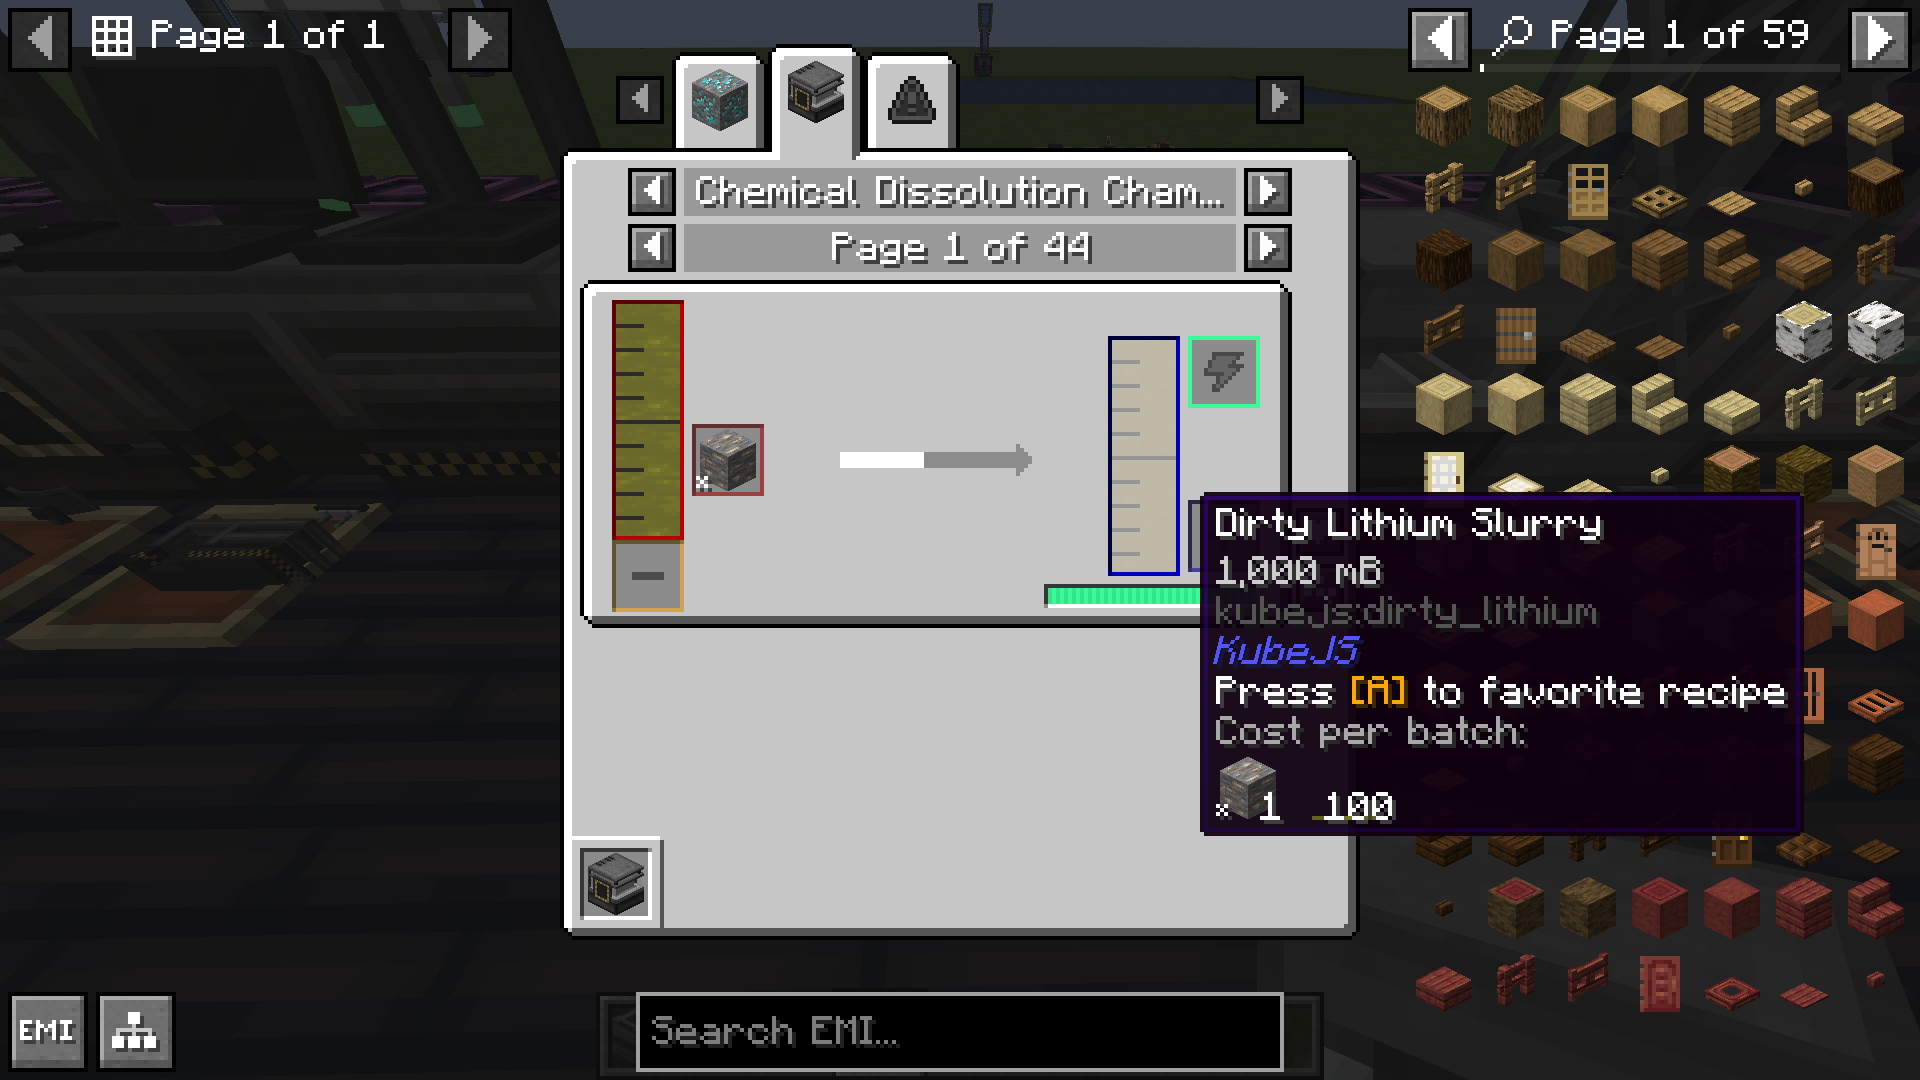 Page 1 of 1
Page 1 of 59
Chemical Dissolution Cham...
Page 1 of 44
x
Dirty Lithium Slurry
1,000 mB
kubejs:dirty_lithium
KubeJS
Press [A] to favorite recipe
Cost per batch:
x 1 100
EMI
Search EMI...